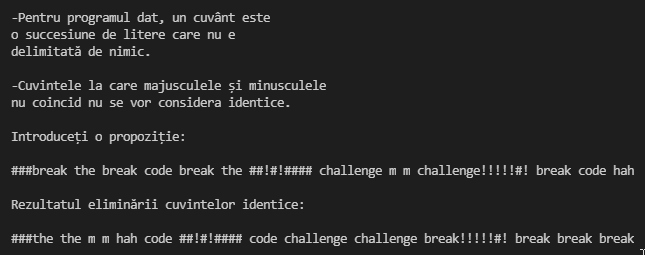 -Pentru programul dat, un cuvânt este
o succesiune de litere care nu e
delimitată de nimic.
-Cuvintele la care majusculele și minusculele
nu coincid nu se vor considera identice.
Introduceți o propoziție:
###break the break code break the ##!#!#### challenge m m challenge!!!!!#! break code hah
Rezultatul eliminării cuvintelor identice:
###the the m m hah code ##!#!#### code challenge challenge break!!!!!#! break break break